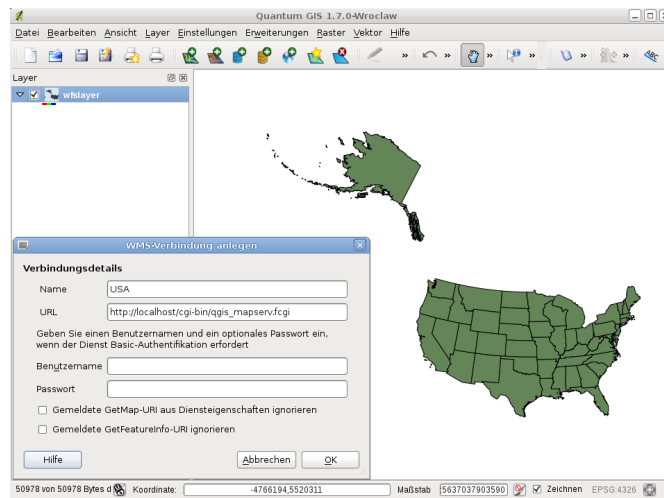 Quantum GIS 1.7.0-Wroclaw
Datei Bearbeiten Ansicht Layer Einstellungen Erweiterungen Raster Vektor Hilfe
» » » » » ABC
Layer
wfslayer
WMS-Verbindung anlegen
Verbindungsdetails
Name USA
URL http://localhost/cgi-bin/qgis_mapserv.fcgi
Geben Sie einen Benutzernamen und ein optionales Passwort ein,
wenn der Dienst Basic-Authentifikation erfordert
Benutzername
Passwort
Gemeldete GetMap-URI aus Diensteigenschaften ignorieren
Gemeldete GetFeatureInfo-URI ignorieren
Hilfe Abbrechen OK
50978 von 50978 Bytes d Koordinate: -4766194,5520311 Maßstab 5637037903590 Zeichnen EPSG:4326